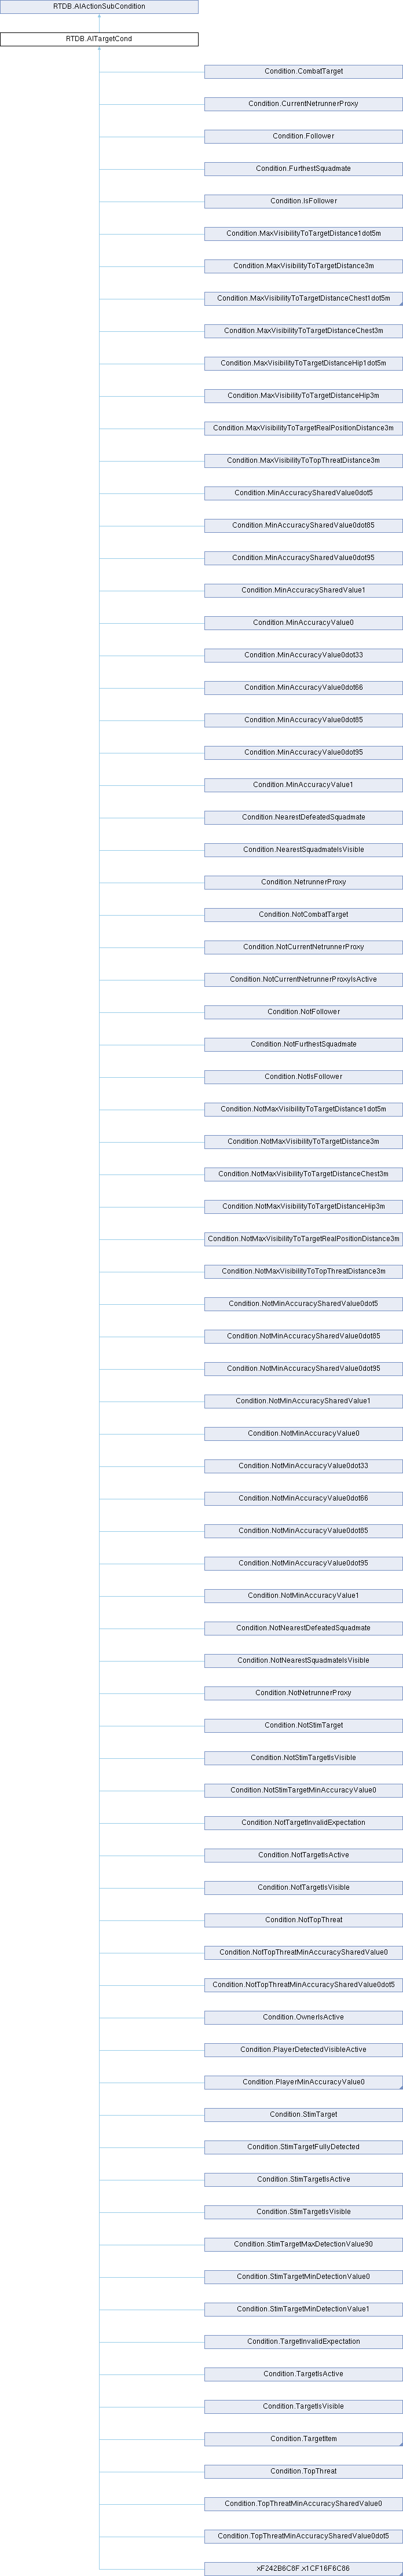 RTDB.AIActionSubCondition
RTDB.AITargetCond
Condition.CombatTarget
Condition.CurrentNetrunnerProxy
Condition.Follower
Condition.FurthestSquadmate
Condition.IsFollower
Condition.MaxVisibilityToTargetDistance1dot5m
Condition.MaxVisibilityToTargetDistance3m
Condition.MaxVisibilityToTargetDistanceChest1dot5m
Condition.MaxVisibilityToTargetDistanceChest3m
Condition.MaxVisibilityToTargetDistanceHip1dot5m
Condition.MaxVisibilityToTargetDistanceHip3m
Condition.MaxVisibilityToTargetRealPositionDistance3m
Condition.MaxVisibilityToTopThreatDistance3m
Condition.MinAccuracySharedValue0dot5
Condition.MinAccuracySharedValue0dot85
Condition.MinAccuracySharedValue0dot95
Condition.MinAccuracySharedValue1
Condition.MinAccuracyValue0
Condition.MinAccuracyValue0dot33
Condition.MinAccuracyValue0dot66
Condition.MinAccuracyValue0dot85
Condition.MinAccuracyValue0dot95
Condition.MinAccuracyValue1
Condition.NearestDefeatedSquadmate
Condition.NearestSquadmateIsVisible
Condition.NetrunnerProxy
Condition.NotCombatTarget
Condition.NotCurrentNetrunnerProxy
Condition.NotCurrentNetrunnerProxyIsActive
Condition.NotFollower
Condition.NotFurthestSquadmate
Condition.NotIsFollower
Condition.NotMaxVisibilityToTargetDistance1dot5m
Condition.NotMaxVisibilityToTargetDistance3m
Condition.NotMaxVisibilityToTargetDistanceChest3m
Condition.NotMaxVisibilityToTargetDistanceHip3m
Condition.NotMaxVisibilityToTargetRealPositionDistance3m
Condition.NotMaxVisibilityToTopThreatDistance3m
Condition.NotMinAccuracySharedValue0dot5
Condition.NotMinAccuracySharedValue0dot85
Condition.NotMinAccuracySharedValue0dot95
Condition.NotMinAccuracySharedValue1
Condition.NotMinAccuracyValue0
Condition.NotMinAccuracyValue0dot33
Condition.NotMinAccuracyValue0dot66
Condition.NotMinAccuracyValue0dot85
Condition.NotMinAccuracyValue0dot95
Condition.NotMinAccuracyValue1
Condition.NotNearestDefeatedSquadmate
Condition.NotNearestSquadmateIsVisible
Condition.NotNetrunnerProxy
Condition.NotStimTarget
Condition.NotStimTargetIsVisible
Condition.NotStimTargetMinAccuracyValue0
Condition.NotTargetInvalidExpectation
Condition.NotTargetIsActive
Condition.NotTargetIsVisible
Condition.NotTopThreat
Condition.NotTopThreatMinAccuracySharedValue0
Condition.NotTopThreatMinAccuracySharedValue0dot5
Condition.OwnerIsActive
Condition.PlayerDetectedVisibleActive
Condition.PlayerMinAccuracyValue0
Condition.StimTarget
Condition.StimTargetFullyDetected
Condition.StimTargetIsActive
Condition.StimTargetIsVisible
Condition.StimTargetMaxDetectionValue90
Condition.StimTargetMinDetectionValue0
Condition.StimTargetMinDetectionValue1
Condition.TargetInvalidExpectation
Condition.TargetIsActive
Condition.TargetIsVisible
Condition.TargetItem
Condition.TopThreat
Condition.TopThreatMinAccuracySharedValue0
Condition.TopThreatMinAccuracySharedValue0dot5
xF242B6C8F.x1CF16F6C86